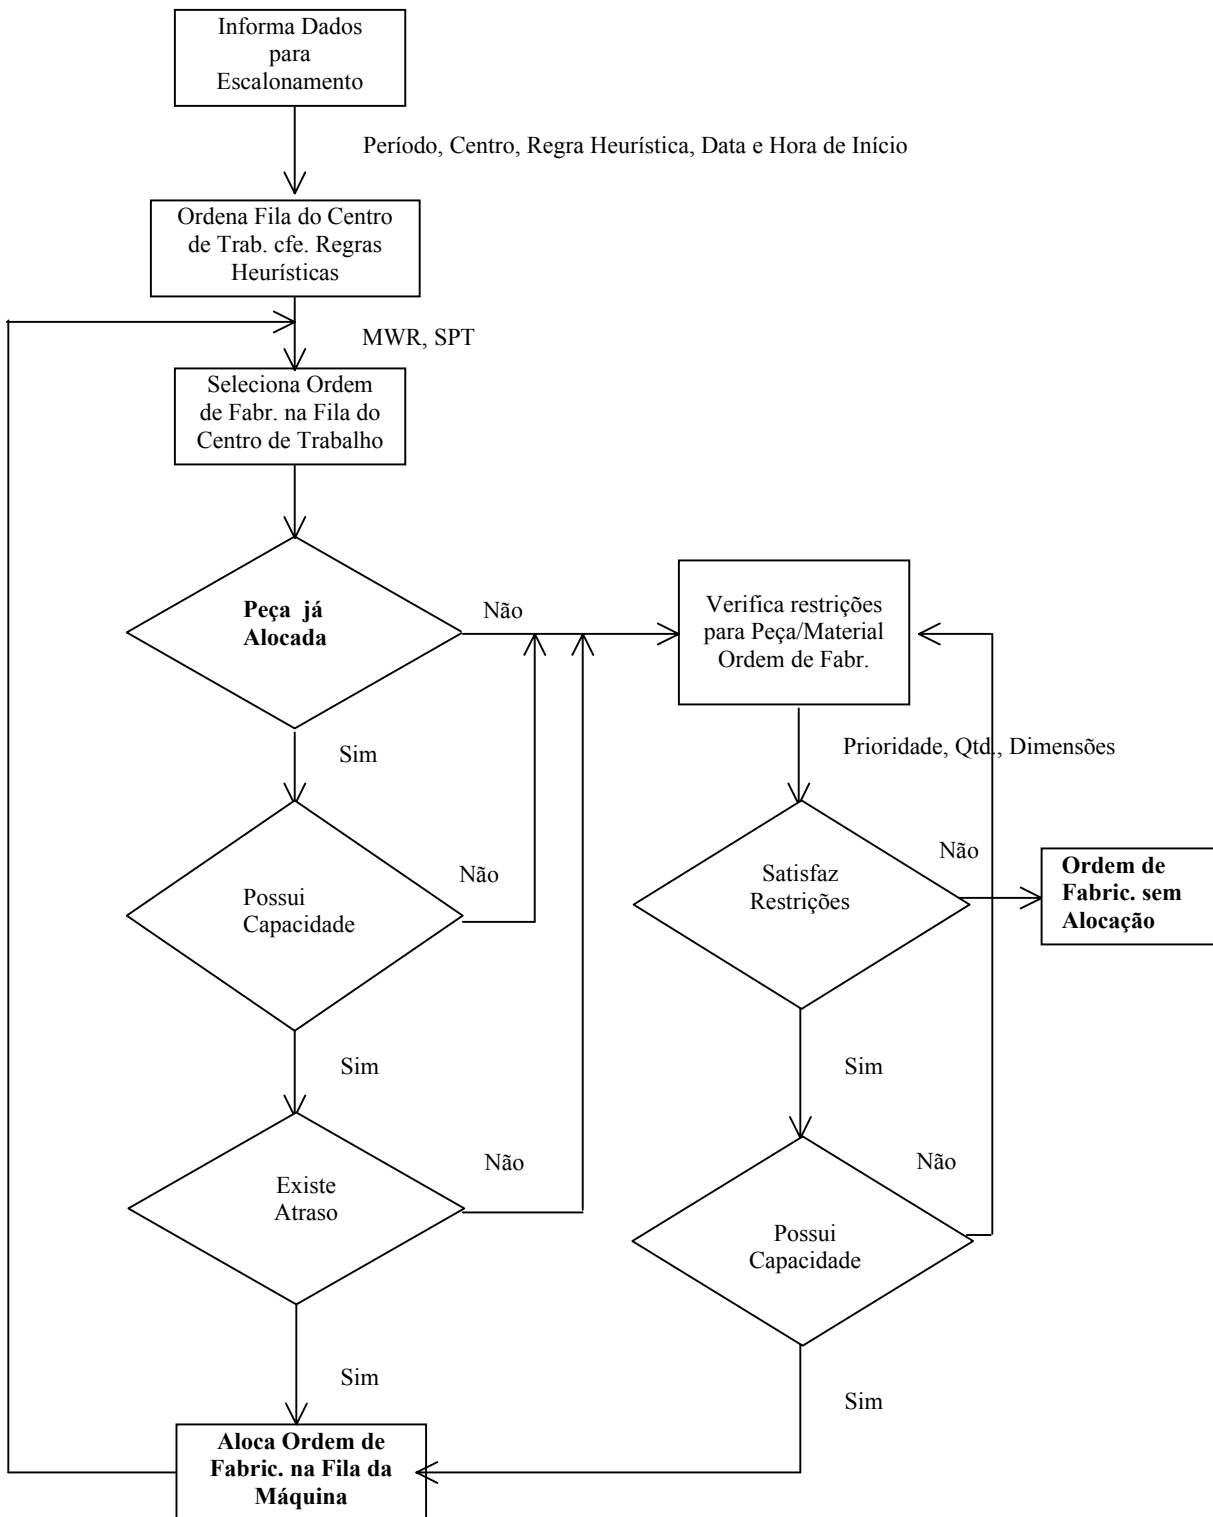 Informa Dados
para
Escalonamento
Período, Centro, Regra Heurística, Data e Hora de Início
Ordena Fila do Centro
de Trab. cfe. Regras
Heurísticas
MWR, SPT
Seleciona Ordem
de Fabr. na Fila do
Centro de Trabalho
Peça já
Alocada
Não
Verifica restrições
para Peça/Material
Ordem de Fabr.
Sim
Prioridade, Qtd., Dimensões
Possui
Capacidade
Não
Satisfaz
Restrições
Não
Ordem de
Fabric. sem
Alocação
Sim
Sim
Existe
Atraso
Não
Possui
Capacidade
Não
Sim
Sim
Aloca Ordem de
Fabric. na Fila da
Máquina